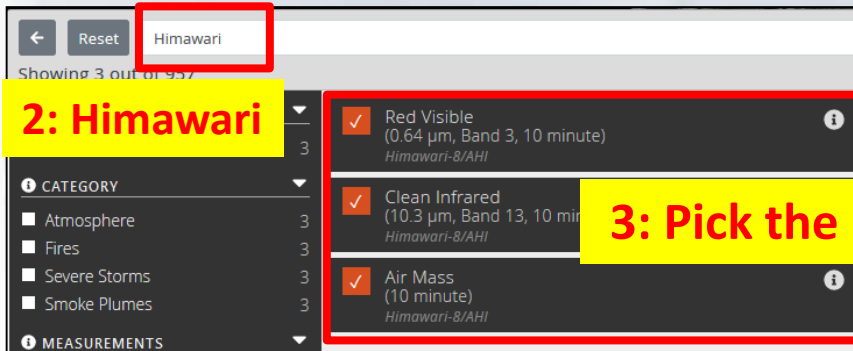 Reset
Himawari
Showing 3 out of 957
2: Himawari
3
CATEGORY
Atmosphere 3
Fires 3
Severe Storms 3
Smoke Plumes 3
MEASUREMENTS
Red Visible
(0.64 µm, Band 3, 10 minute)
Himawari-8/AHI
Clean Infrared
(10.3 µm, Band 13, 10 min
Himawari-8/AHI
3: Pick the
Air Mass
(10 minute)
Himawari-8/AHI